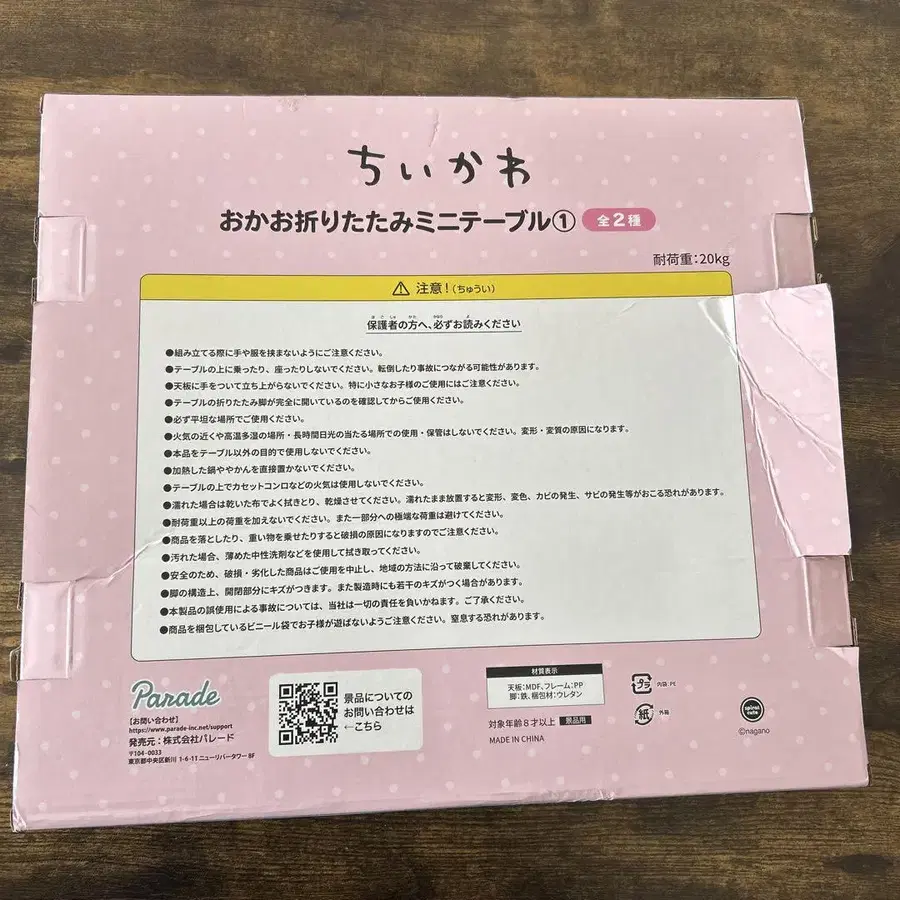 ちいかわ
おかお折りたたみミニテーブル① 全2種
耐荷重:20kg
⚠ 注意!(ちゅうい)
保護者の方へ、必ずお読みください
●組み立てる際に手や服を挟まないようにご注意ください。
●テーブルの上に乗ったり、座ったりしないでください。転倒したり事故につながる可能性があります。
●天板に手をついて立ち上がらないでください。特に小さなお子様のご使用にはご注意ください。
●テーブルの折りたたみ脚が完全に開いているのを確認してからご使用ください。
●必ず平坦な場所でご使用ください。
●火気の近くや高温多湿の場所・長時間日光の当たる場所での使用・保管はしないでください。変形・変質の原因になります。
●本品をテーブル以外の目的で使用しないでください。
●加熱した鍋ややかんを直接置かないでください。
●テーブルの上でカセットコンロなどの火気は使用しないでください。
●濡れた場合は乾いた布でよく拭きとり、乾燥させてください。濡れたまま放置すると変形、変色、カビの発生、サビの発生等がおこる恐れがあります。
●耐荷重以上の荷重を加えないでください。また一部分への極端な荷重は避けてください。
●商品を落としたり、重い物を乗せたりすると破損の原因になりますのでご注意ください。
●汚れた場合、薄めた中性洗剤などを使用して拭き取ってください。
●安全のため、破損・劣化した商品はご使用を中止し、地域の方法に沿って破棄してください。
●脚の構造上、開閉部分にキズがつきます。また製造時にも若干のキズがつく場合があります。
●本製品の誤使用による事故については、当社は一切の責任を負いかねます。ご了承ください。
●商品を梱包しているビニール袋でお子様が遊ばないようご注意ください。窒息する恐れがあります。
Parade
【お問い合わせ】
https://www.parade-inc.net/support
発売元:株式会社パレード
〒104-0033
東京都中央区新川 1-6-11 ニューリバータワー 8F
景品についての
お問い合わせは
←こちら
材質表示
天板:MDF、フレーム:PP
脚:鉄、梱包材:ウレタン
対象年齢8才以上 景品用
MADE IN CHINA
プラ 内袋:PE
紙 外箱
spiral cute
©nagano